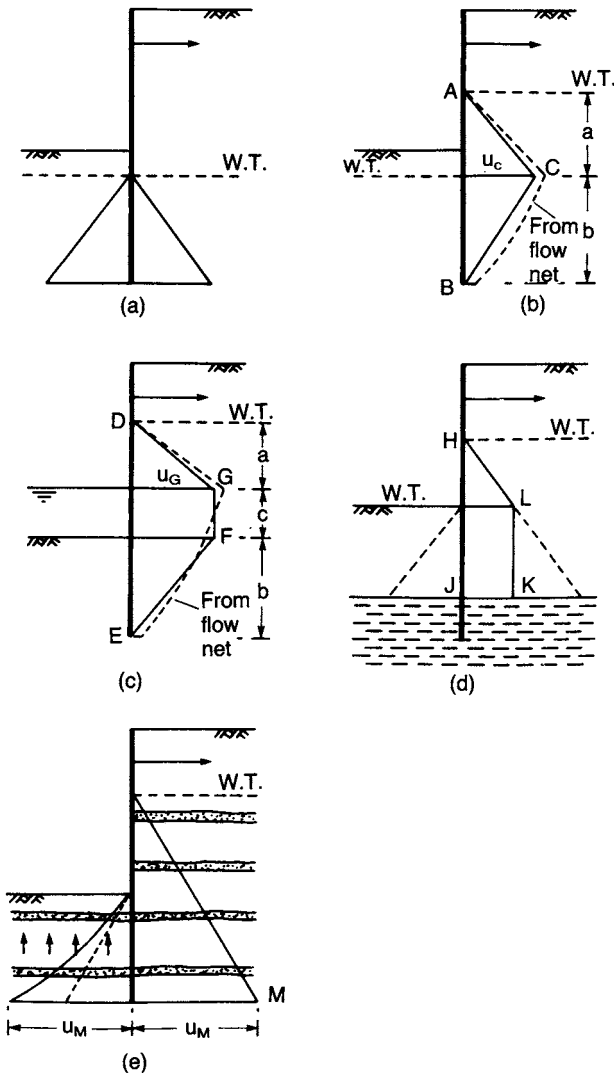 W.T.
(a)
W.T.
A
a
W.T.
u_c
C
b
From
flow
net
B
(b)
D
W.T.
a
u_G
G
c
F
b
From
flow
net
E
(c)
H
W.T.
W.T.
L
J
K
(d)
W.T.
M
u_M
u_M
(e)